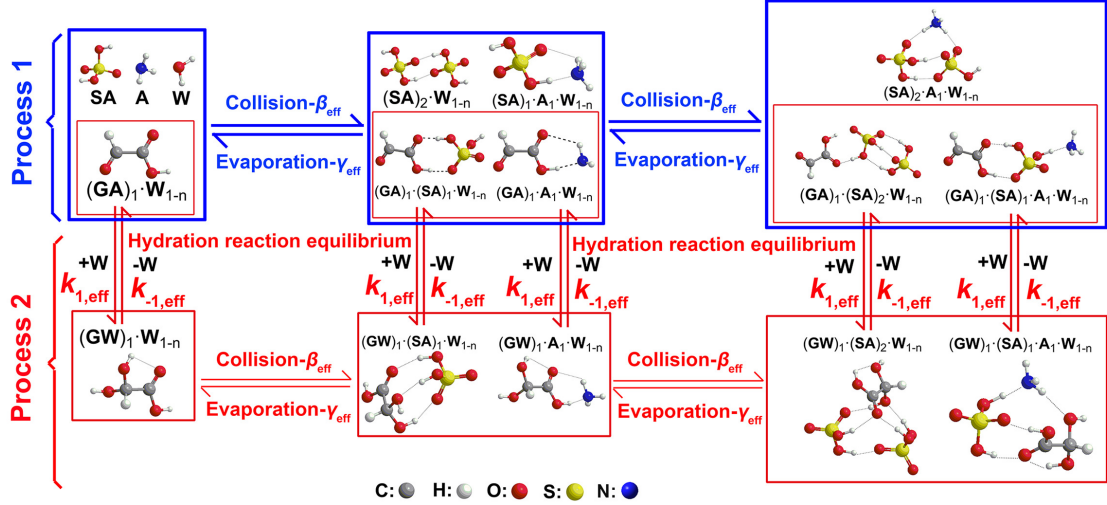 Process 1
SA A W
(GA)₁·W₁₋ₙ
Collision-βeff
Evaporation-γeff
(SA)₂·W₁₋ₙ (SA)₁·A₁·W₁₋ₙ
(GA)₁·(SA)₁·W₁₋ₙ (GA)₁·A₁·W₁₋ₙ
Collision-βeff
Evaporation-γeff
(SA)₂·A₁·W₁₋ₙ
(GA)₁·(SA)₂·W₁₋ₙ (GA)₁·(SA)₁·A₁·W₁₋ₙ
Hydration reaction equilibrium
Hydration reaction equilibrium
+W -W +W -W +W -W +W -W +W -W
k1,eff k-1,eff k1,eff k-1,eff k1,eff k-1,eff k1,eff k-1,eff k1,eff k-1,eff
Process 2
(GW)₁·W₁₋ₙ
Collision-βeff
Evaporation-γeff
(GW)₁·(SA)₁·W₁₋ₙ (GW)₁·A₁·W₁₋ₙ
Collision-βeff
Evaporation-γeff
(GW)₁·(SA)₂·W₁₋ₙ (GW)₁·(SA)₁·A₁·W₁₋ₙ
C: H: O: S: N: